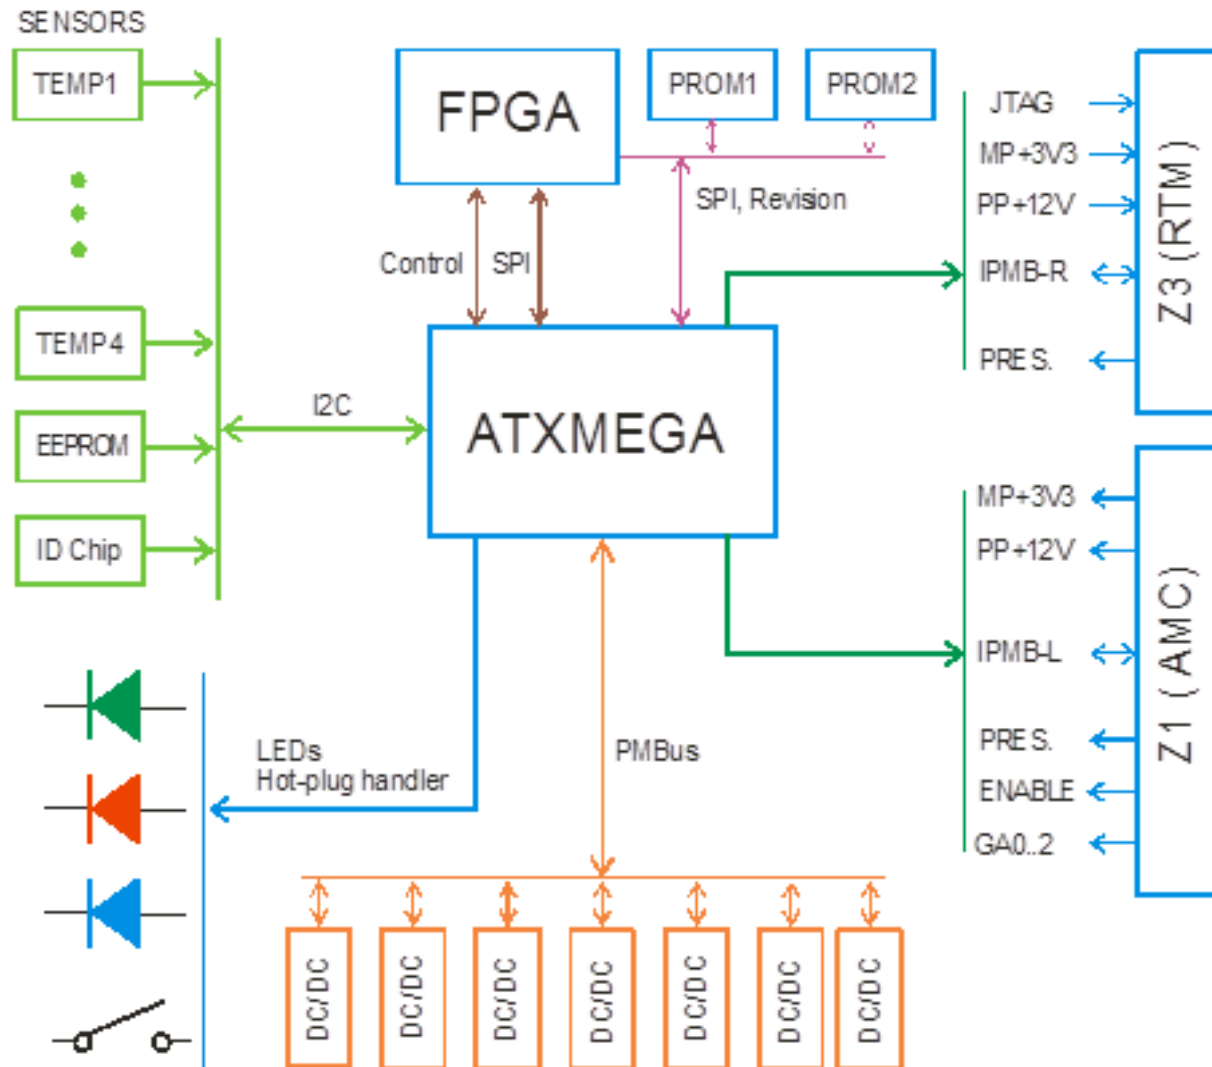 SENSORS
TEMP1
TEMP4
EEPROM
ID Chip
I2C
FPGA
PROM1
PROM2
SPI, Revision
Control
SPI
ATXMEGA
JTAG
MP+3V3
PP+12V
IPMB-R
PRES.
Z3 (RTM)
MP+3V3
PP+12V
IPMB-L
PRES.
ENABLE
GA0..2
Z1 (AMC)
LEDs
Hot-plug handler
PMBus
DC/DC
DC/DC
DC/DC
DC/DC
DC/DC
DC/DC
DC/DC